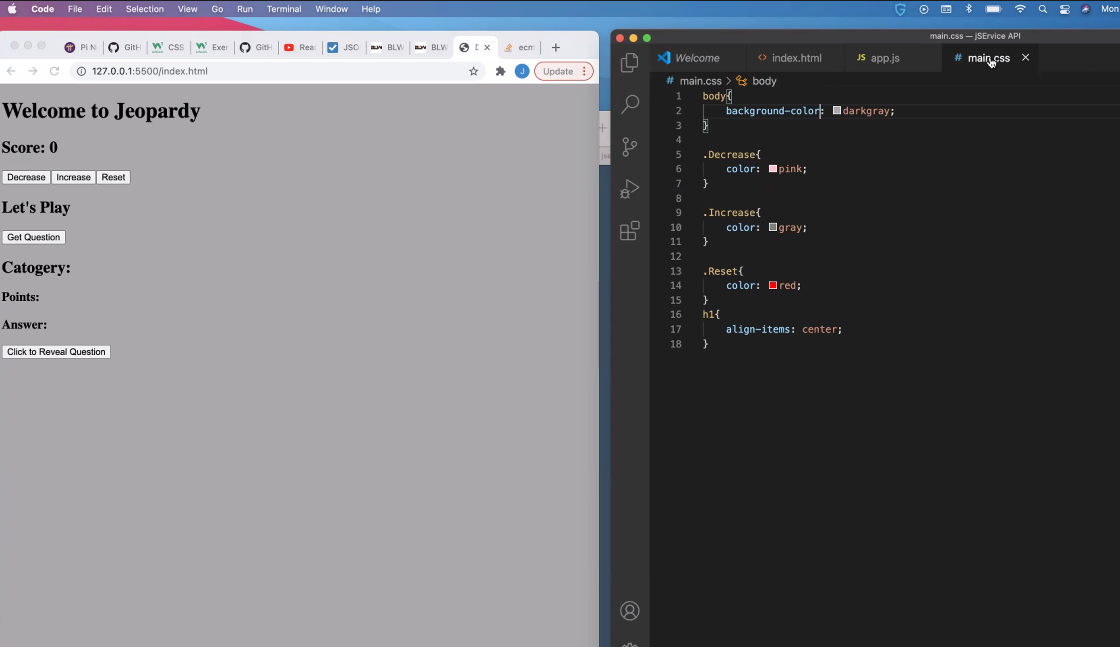 Code File Edit Selection View Go Run Terminal Window Help Mon
Pi N GitH CSS Exer GitH Rea JSO BLW BLW D ecm
127.0.0.1:5500/index.html J Update
Welcome to Jeopardy
Score: 0
Decrease Increase Reset
Let's Play
Get Question
Catogery:
Points:
Answer:
Click to Reveal Question
main.css — jSErvice API
Welcome index.html JS app.js # main.css
# main.css > body
1 body{
2 background-color: darkgray;
3 }
4
5 .Decrease{
6 color: pink;
7 }
8
9 .Increase{
10 color: gray;
11 }
12
13 .Reset{
14 color: red;
15 }
16 h1{
17 align-items: center;
18 }